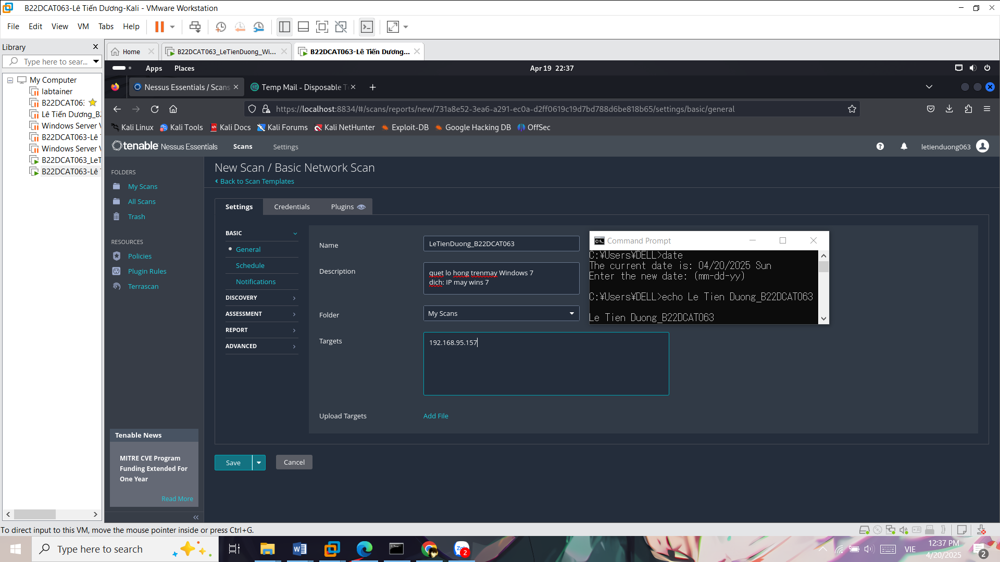 B22DCAT063-Lê Tiến Dương-Kali - VMware Workstation
File Edit View VM Tabs Help
Library
Type here to sear...
My Computer
labtainer
B22DCAT06:
Lê Tiến Dương_B
Windows Server V
B22DCAT063-Lê
Windows Server V
B22DCAT063_LeT
B22DCAT063-Lê
Home
B22DCAT063_LeTienDuong_Wi...
B22DCAT063-Lê Tiến Dương...
Apps Places
Apr 19 22:37
Nessus Essentials / Scans
Temp Mail - Disposable T
https://localhost:8834/#/scans/reports/new/731a8e52-3ea6-a291-ec0a-d2ff0619c19d7bd788d6be818b65/settings/basic/general
Kali Linux Kali Tools Kali Docs Kali Forums Kali NetHunter Exploit-DB Google Hacking DB OffSec
tenable Nessus Essentials
Scans Settings
letienduong063
FOLDERS
My Scans
All Scans
Trash
RESOURCES
Policies
Plugin Rules
Terrascan
Tenable News
MITRE CVE Program
Funding Extended For
One Year
Read More
New Scan / Basic Network Scan
Back to Scan Templates
Settings Credentials Plugins
BASIC
General
Schedule
Notifications
DISCOVERY
ASSESSMENT
REPORT
ADVANCED
Name
LeTienDuong_B22DCAT063
Description
quet lo hong trenmay Windows 7
dich: IP may wins 7
Folder
My Scans
Targets
192.168.95.157
Upload Targets
Add File
Save
Cancel
Command Prompt
C:¥Users¥DELL>date
The current date is: 04/20/2025 Sun
Enter the new date: (mm-dd-yy)
C:¥Users¥DELL>echo Le Tien Duong_B22DCAT063
Le Tien Duong_B22DCAT063
To direct input to this VM, move the mouse pointer inside or press Ctrl+G.
Type here to search
2
VIE
12:37 PM
4/20/2025
2